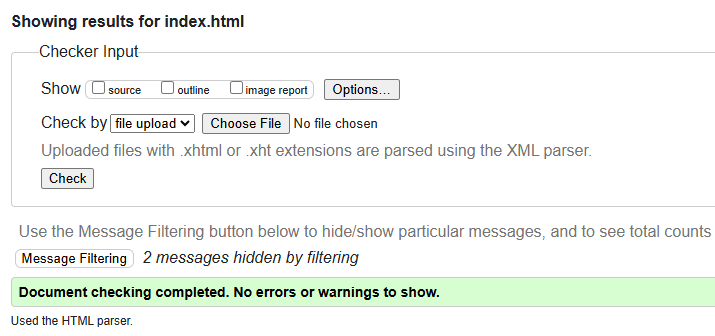 Showing results for index.html
Checker Input
Show source outline image report Options...
Check by file upload Choose File No file chosen
Uploaded files with .xhtml or .xht extensions are parsed using the XML parser.
Check
Use the Message Filtering button below to hide/show particular messages, and to see total counts
Message Filtering 2 messages hidden by filtering
Document checking completed. No errors or warnings to show.
Used the HTML parser.